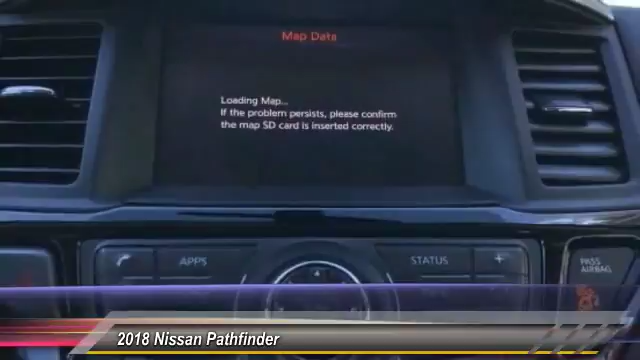 Map Data
Loading Map...
If the problem persists, please confirm
the map SD card is inserted correctly.
APPS
STATUS
+
PASS
AIRBAG
2018 Nissan Pathfinder